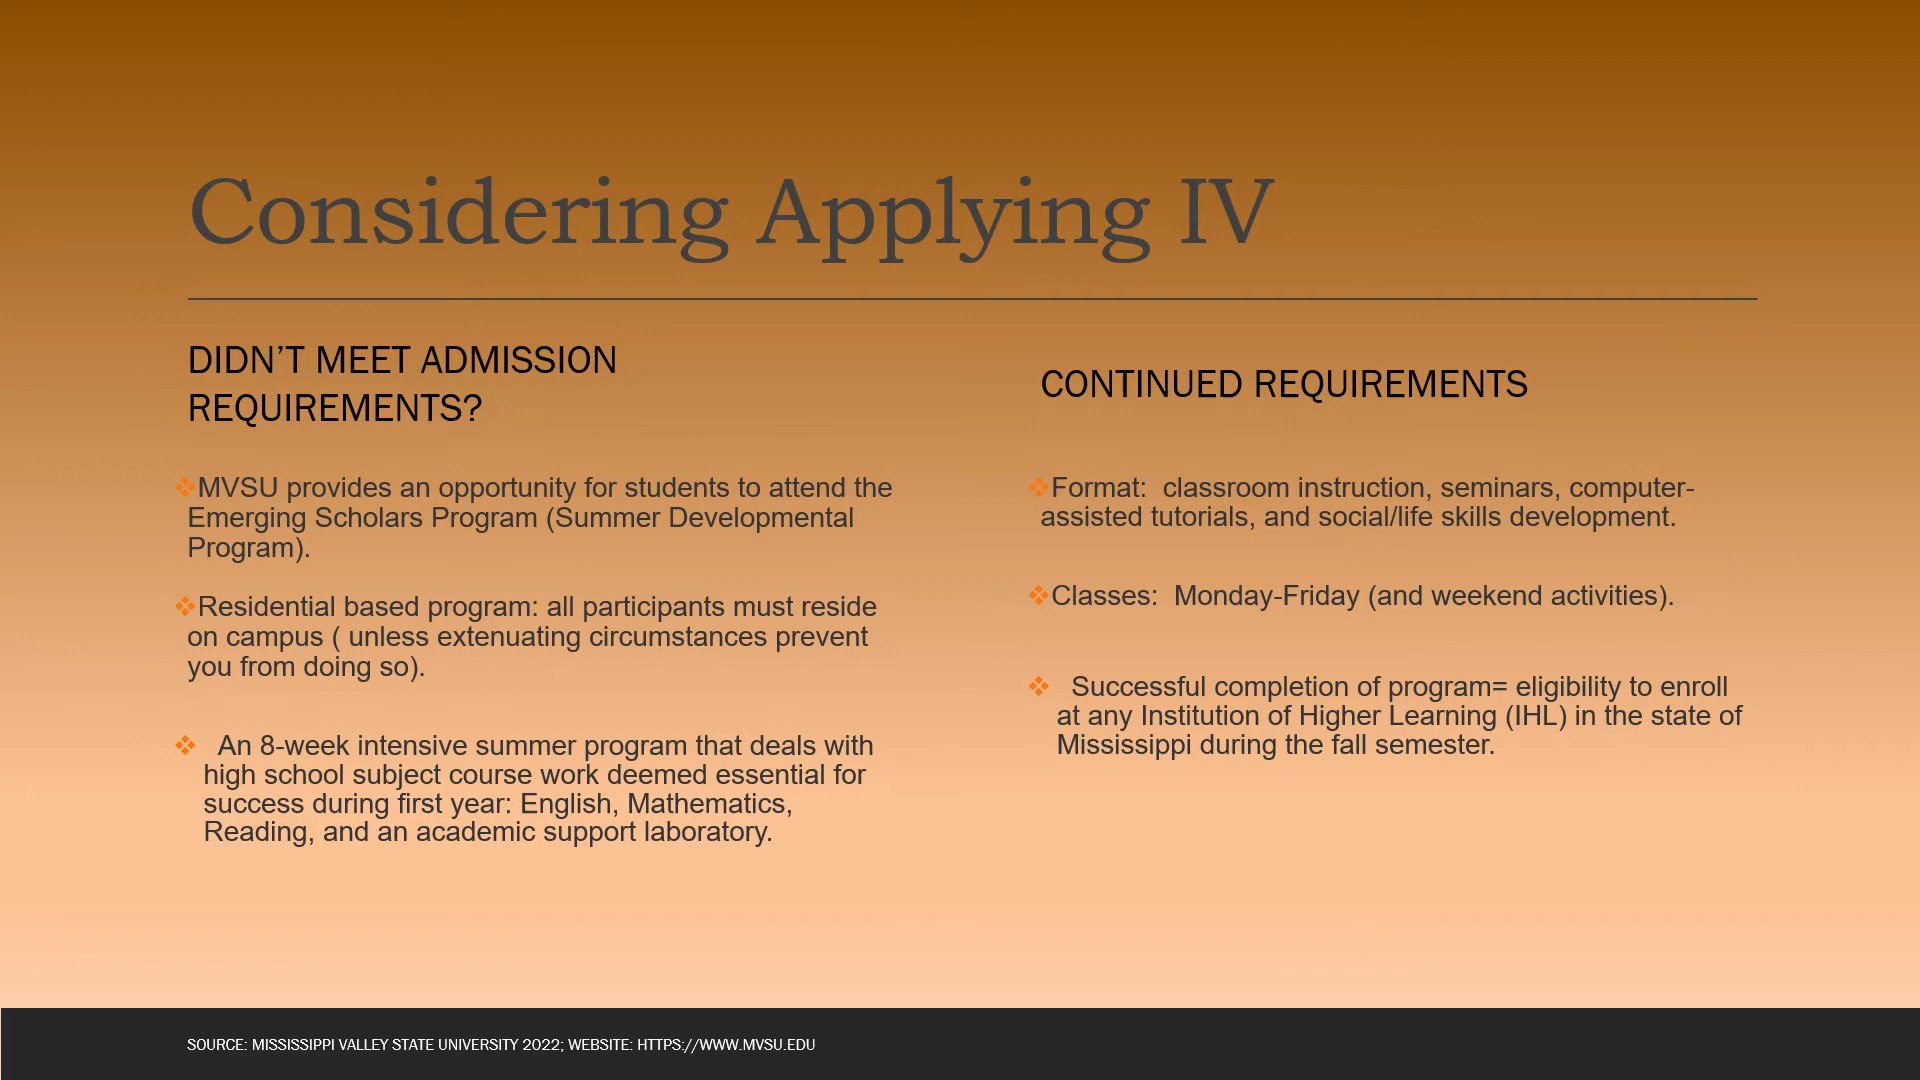 Considering Applying IV
DIDN’T MEET ADMISSION
REQUIREMENTS?
❖MVSU provides an opportunity for students to attend the
Emerging Scholars Program (Summer Developmental
Program).
❖Residential based program: all participants must reside
on campus ( unless extenuating circumstances prevent
you from doing so).
❖ An 8-week intensive summer program that deals with
high school subject course work deemed essential for
success during first year: English, Mathematics,
Reading, and an academic support laboratory.
CONTINUED REQUIREMENTS
❖Format:  classroom instruction, seminars, computer-
assisted tutorials, and social/life skills development.
❖Classes:  Monday-Friday (and weekend activities).
❖ Successful completion of program= eligibility to enroll
at any Institution of Higher Learning (IHL) in the state of
Mississippi during the fall semester.
SOURCE: MISSISSIPPI VALLEY STATE UNIVERSITY 2022; WEBSITE: HTTPS://WWW.MVSU.EDU